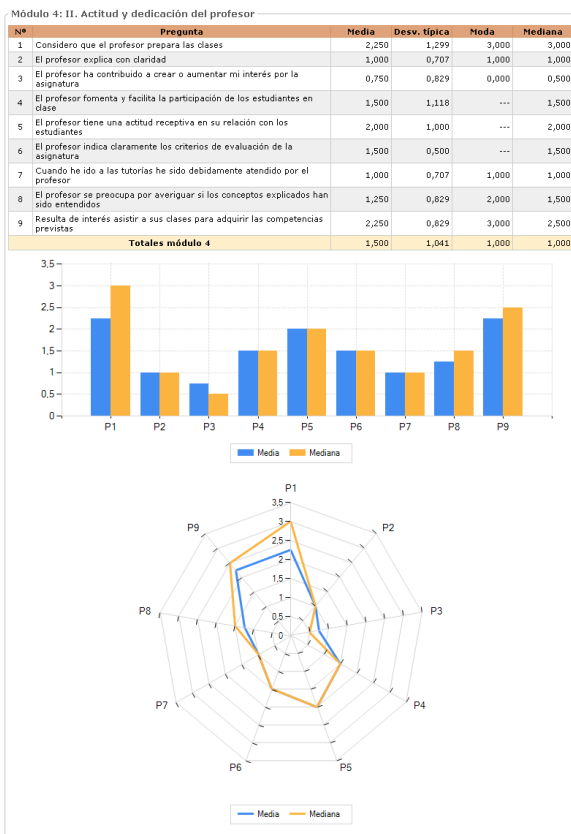 Módulo 4: II. Actitud y dedicación del profesor
Nº Pregunta Media Desv. típica Moda Mediana
1 Considero que el profesor prepara las clases 2,250 1,299 3,000 3,000
2 El profesor explica con claridad 1,000 0,707 1,000 1,000
3 El profesor ha contribuido a crear o aumentar mi interés por la
asignatura 0,750 0,829 0,000 0,500
4 El profesor fomenta y facilita la participación de los estudiantes en
clase 1,500 1,118 --- 1,500
5 El profesor tiene una actitud receptiva en su relación con los
estudiantes 2,000 1,000 --- 2,000
6 El profesor indica claramente los criterios de evaluación de la
asignatura 1,500 0,500 --- 1,500
7 Cuando he ido a las tutorías he sido debidamente atendido por el
profesor 1,000 0,707 1,000 1,000
8 El profesor se preocupa por averiguar si los conceptos explicados han
sido entendidos 1,250 0,829 2,000 1,500
9 Resulta de interés asistir a sus clases para adquirir las competencias
previstas 2,250 0,829 3,000 2,500
Totales módulo 4 1,500 1,041 1,000 1,000
3,5
3
2,5
2
1,5
1
0,5
0
P1 P2 P3 P4 P5 P6 P7 P8 P9
Media Mediana
P1
P9 P2
P8 P3
P7 P4
P6 P5
3,5
3
2,5
2
1,5
1
0,5
0
Media Mediana